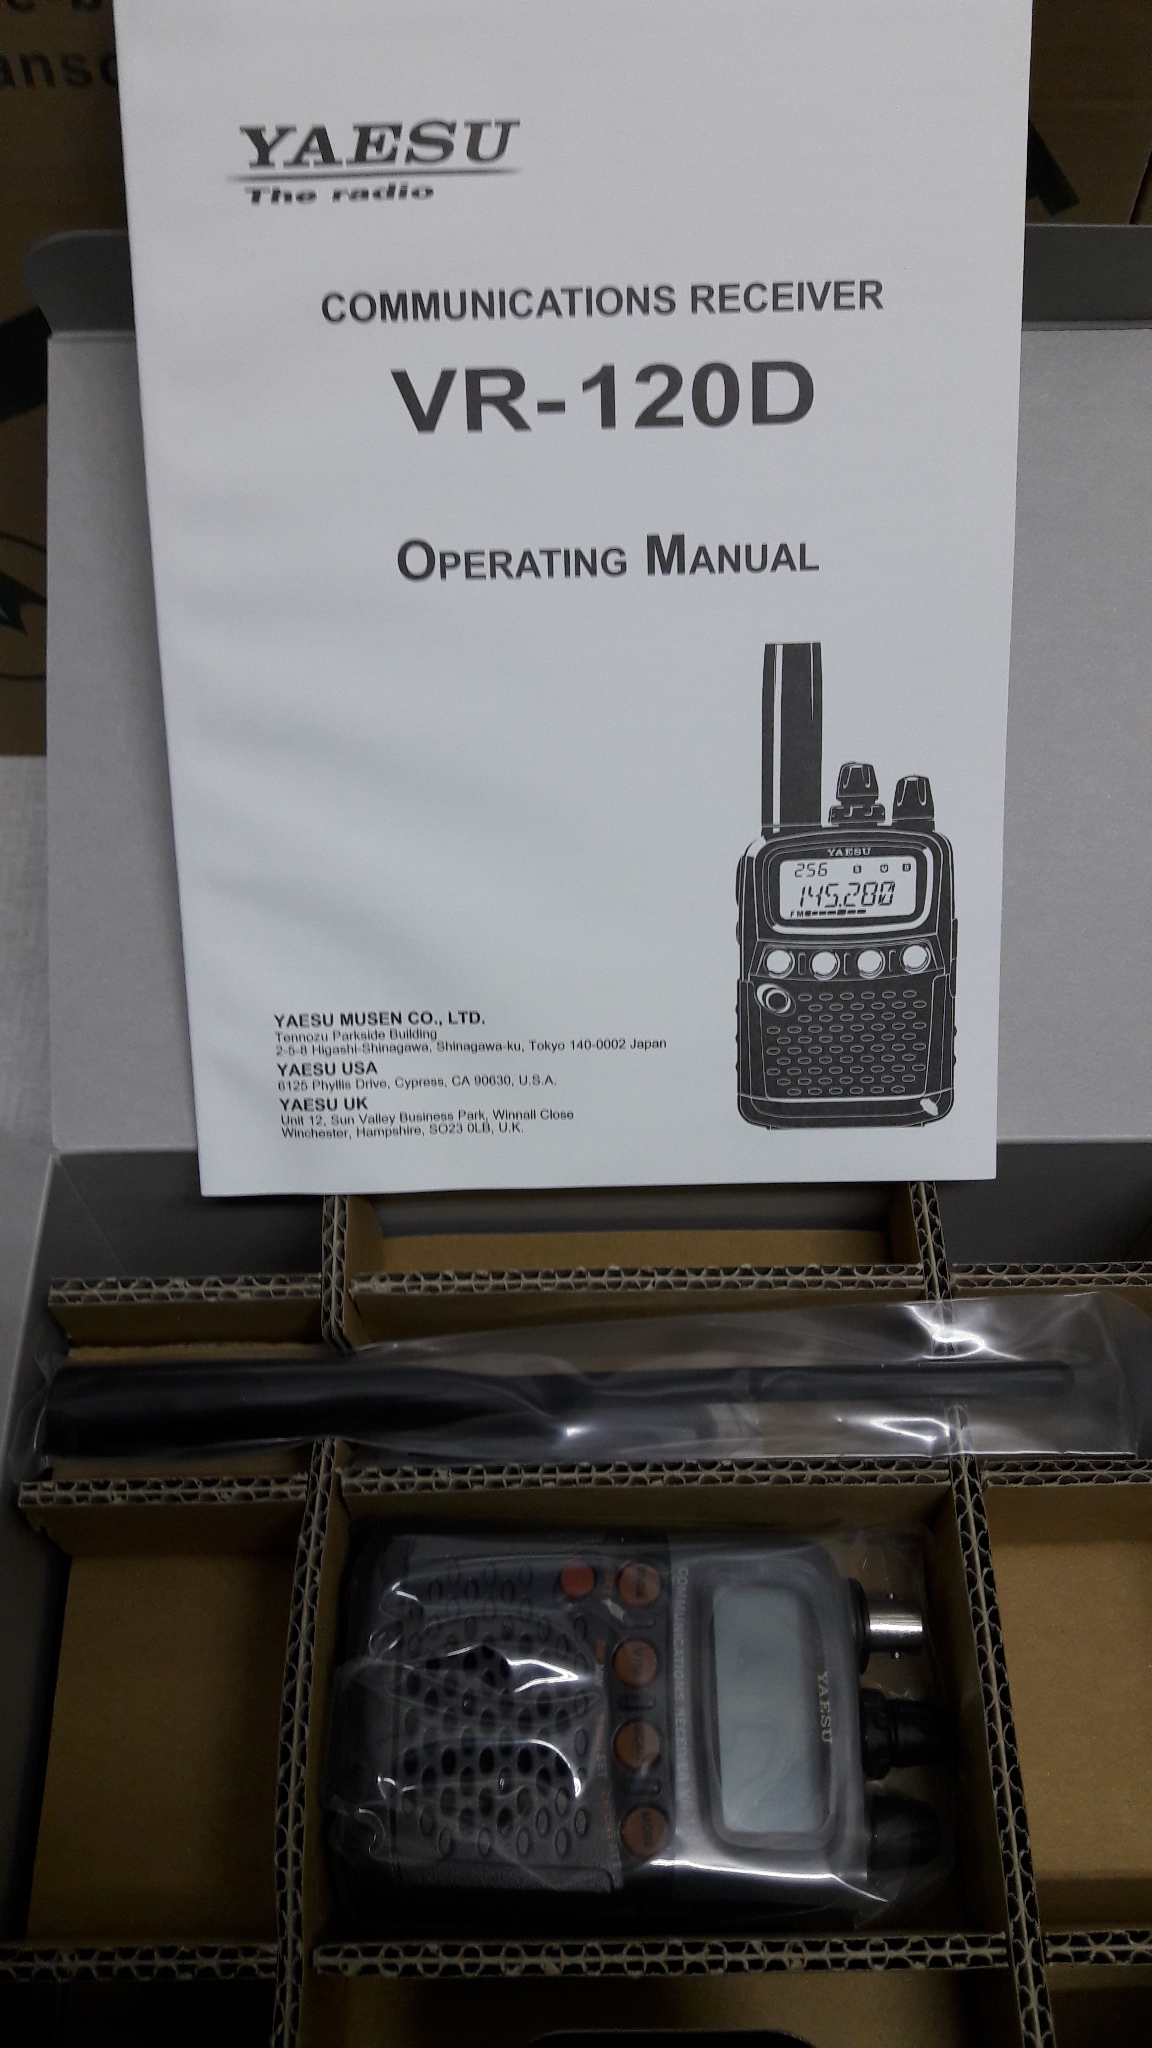 YAESU
The radio
COMMUNICATIONS RECEIVER
VR-120D
OPERATING MANUAL
YAESU
256
145.280
FM
YAESU MUSEN CO., LTD.
Tennozu Parkside Building
2-5-8 Higashi-Shinagawa, Shinagawa-ku, Tokyo 140-0002 Japan
YAESU USA
6125 Phyllis Drive, Cypress, CA 90630, U.S.A.
YAESU UK
Unit 12, Sun Valley Business Park, Winnall Close
Winchester, Hampshire, SO23 0LB, U.K.
YAESU
COMMUNICATIONS RECEIVER